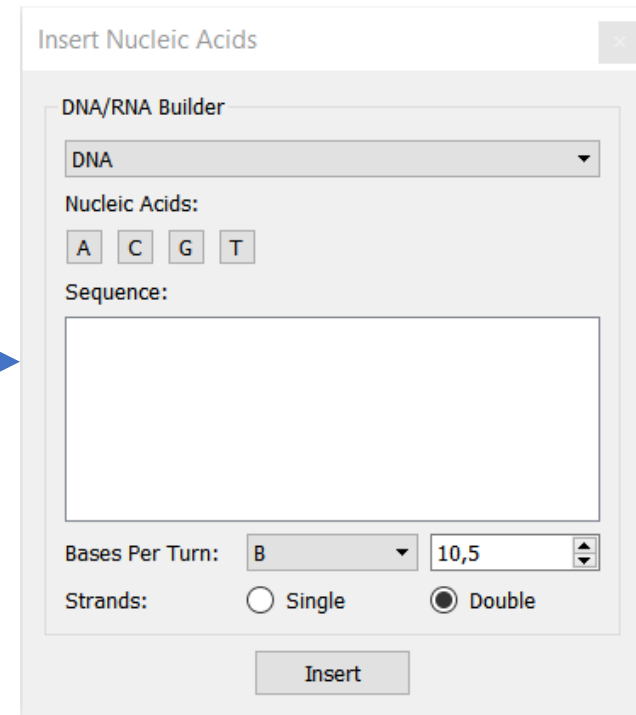 Insert Nucleic Acids
DNA/RNA Builder
DNA
Nucleic Acids:
A C G T
Sequence:
Bases Per Turn: B 10,5
Strands: Single Double
Insert